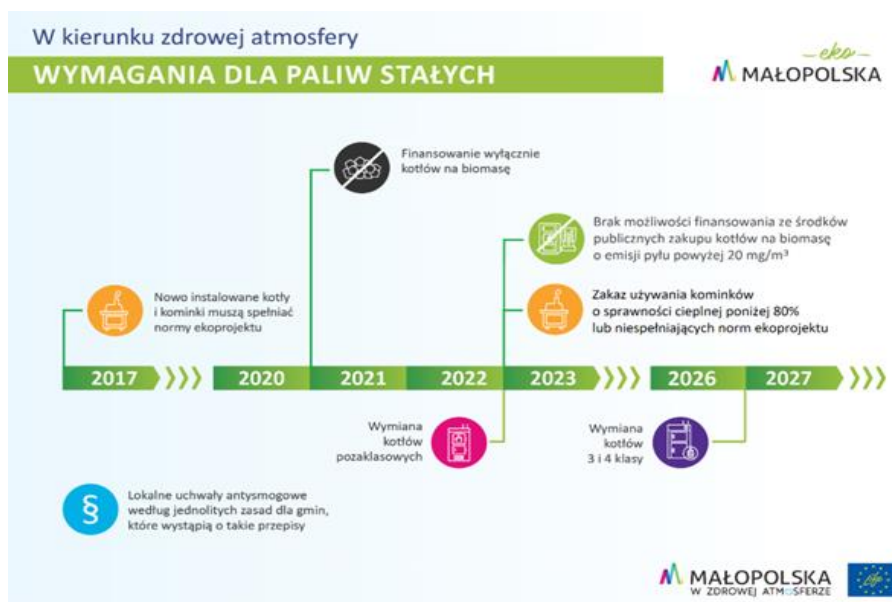 W kierunku zdrowej atmosfery
WYMAGANIA DLA PALIW STAŁYCH
eko
MAŁOPOLSKA
Finansowanie wyłącznie
kotłów na biomasę
Brak możliwości finansowania ze środków
publicznych zakupu kotłów na biomasę
o emisji pyłu powyżej 20 mg/m³
Nowo instalowane kotły
i kominki muszą spełniać
normy ekoprojektu
Zakaz używania kominków
o sprawności cieplnej poniżej 80%
lub niespełniających norm ekoprojektu
2017
2020
2021
2022
2023
2026
2027
Wymiana
kotłów
pozaklasowych
Wymiana
kotłów
3 i 4 klasy
§
Lokalne uchwały antysmogowe
według jednolitych zasad dla gmin,
które wystąpią o takie przepisy
MAŁOPOLSKA
W ZDROWEJ ATMOSFERZE
life